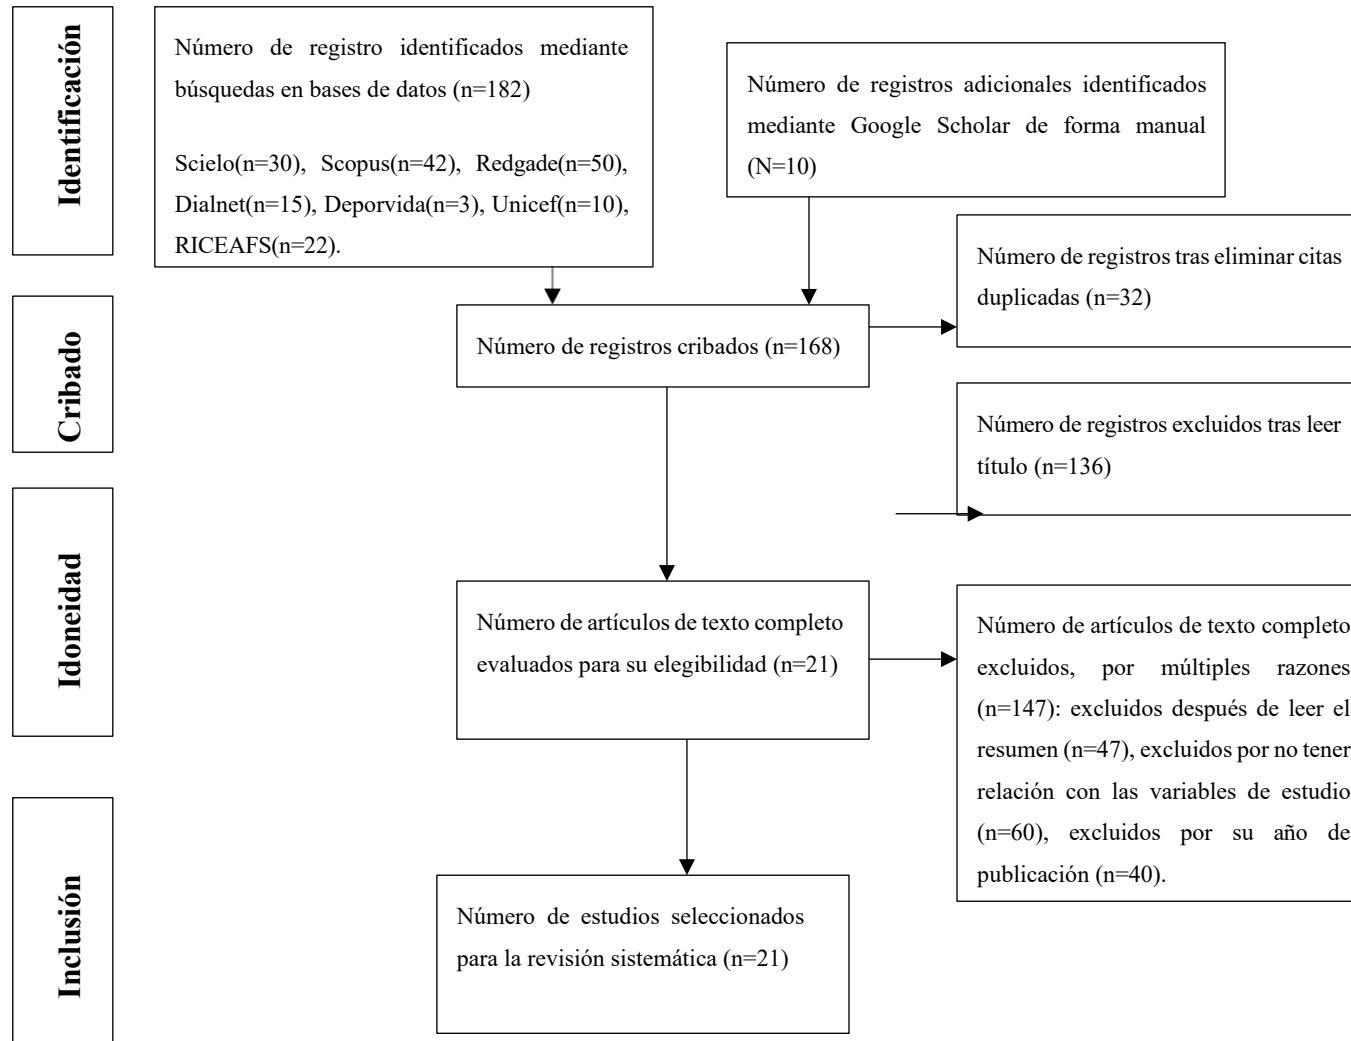 Identificación
Número de registro identificados mediante
búsquedas en bases de datos (n=182)
Scielo(n=30), Scopus(n=42), Redgade(n=50),
Dialnet(n=15), Deporvida(n=3), Unicef(n=10),
RICEAFS(n=22).
Número de registros adicionales identificados
mediante Google Scholar de forma manual
(N=10)
Número de registros tras eliminar citas
duplicadas (n=32)
Cribado
Número de registros cribados (n=168)
Número de registros excluidos tras leer
título (n=136)
Idoneidad
Número de artículos de texto completo
evaluados para su elegibilidad (n=21)
Número de artículos de texto completo
excluidos, por múltiples razones
(n=147): excluidos después de leer el
resumen (n=47), excluidos por no tener
relación con las variables de estudio
(n=60), excluidos por su año de
publicación (n=40).
Inclusión
Número de estudios seleccionados
para la revisión sistemática (n=21)